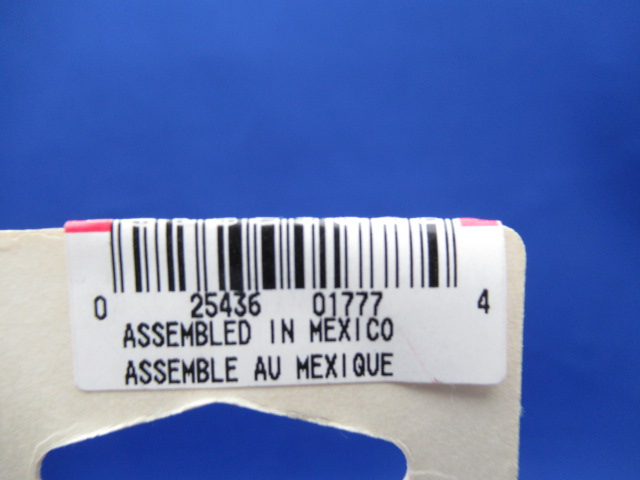 0 25436 01777 4
ASSEMBLED IN MEXICO
ASSEMBLE AU MEXIQUE